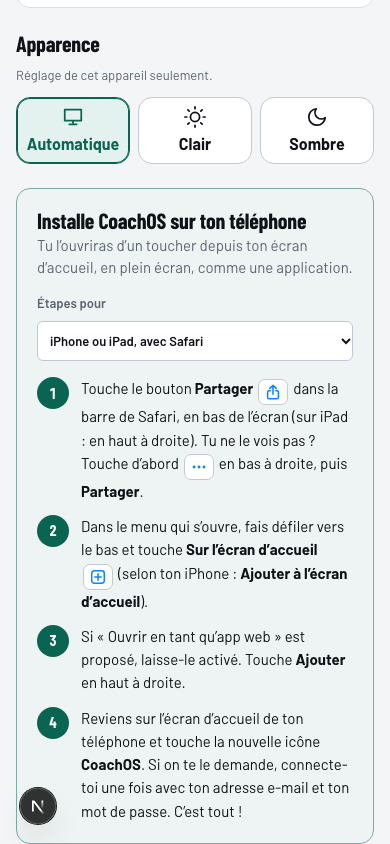 Apparence
Réglage de cet appareil seulement.
Automatique
Clair
Sombre
Installe CoachOS sur ton téléphone
Tu l'ouvriras d'un toucher depuis ton écran
d'accueil, en plein écran, comme une application.
Étapes pour
iPhone ou iPad, avec Safari
1
Touche le bouton Partager dans la
barre de Safari, en bas de l'écran (sur iPad
: en haut à droite). Tu ne le vois pas ?
Touche d'abord ··· en bas à droite, puis
Partager.
2
Dans le menu qui s'ouvre, fais défiler vers
le bas et touche Sur l'écran d'accueil
(selon ton iPhone : Ajouter à l'écran
d'accueil).
3
Si « Ouvrir en tant qu'app web » est
proposé, laisse-le activé. Touche Ajouter
en haut à droite.
4
Reviens sur l'écran d'accueil de ton
téléphone et touche la nouvelle icône
CoachOS. Si on te le demande, connecte-
toi une fois avec ton adresse e-mail et ton
mot de passe. C'est tout !
N